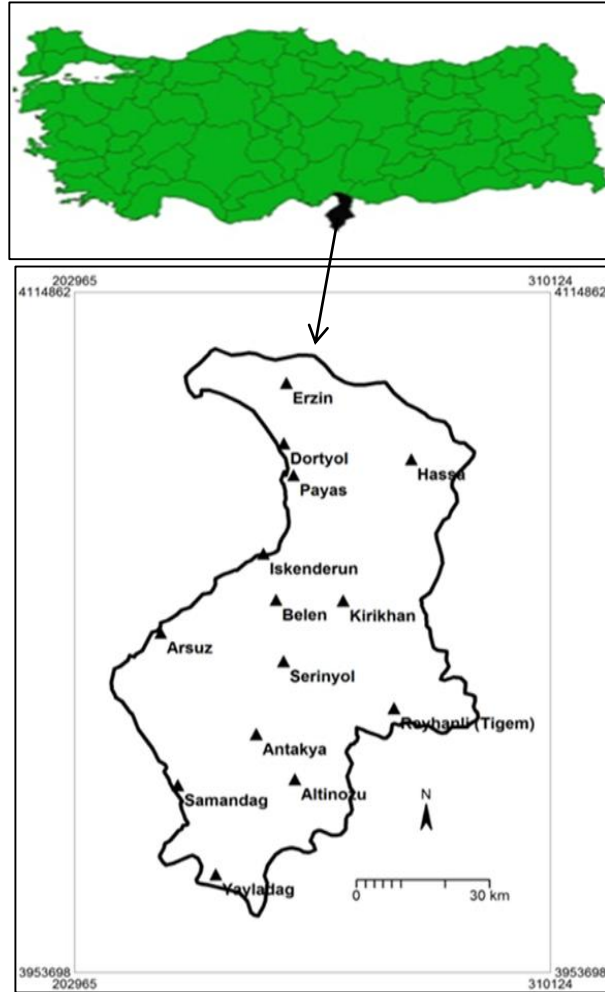 202965 310124
4114862 4114862
Erzin
Dortyol
Hassa
Payas
Iskenderun
Belen
Kirikhan
Arsuz
Serinyol
Reyhanli (Tigem)
Antakya
Altinozu
Samandag
N
Yayladag
0 30 km
3953698 3953698
202965 310124